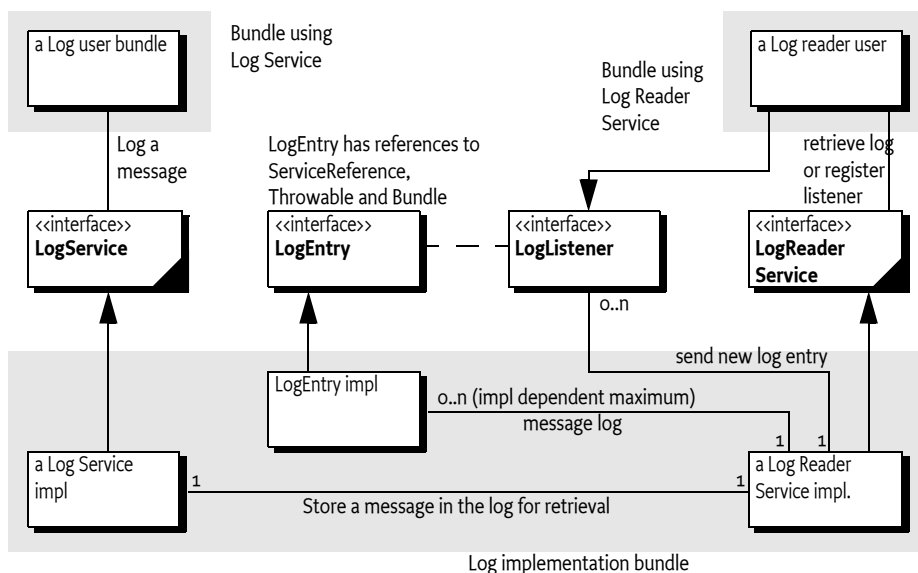 a Log user bundle
Bundle using
Log Service
a Log reader user
Bundle using
Log Reader
Service
Log a
message
LogEntry has references to
ServiceReference,
Throwable and Bundle
retrieve log
or register
listener
<<interface>>
LogService
<<interface>>
LogEntry
<<interface>>
LogListener
<<interface>>
LogReader
Service
o..n
send new log entry
LogEntry impl
o..n (impl dependent maximum)
message log
1
1
a Log Service
impl
1
Store a message in the log for retrieval
1
a Log Reader
Service impl.
Log implementation bundle